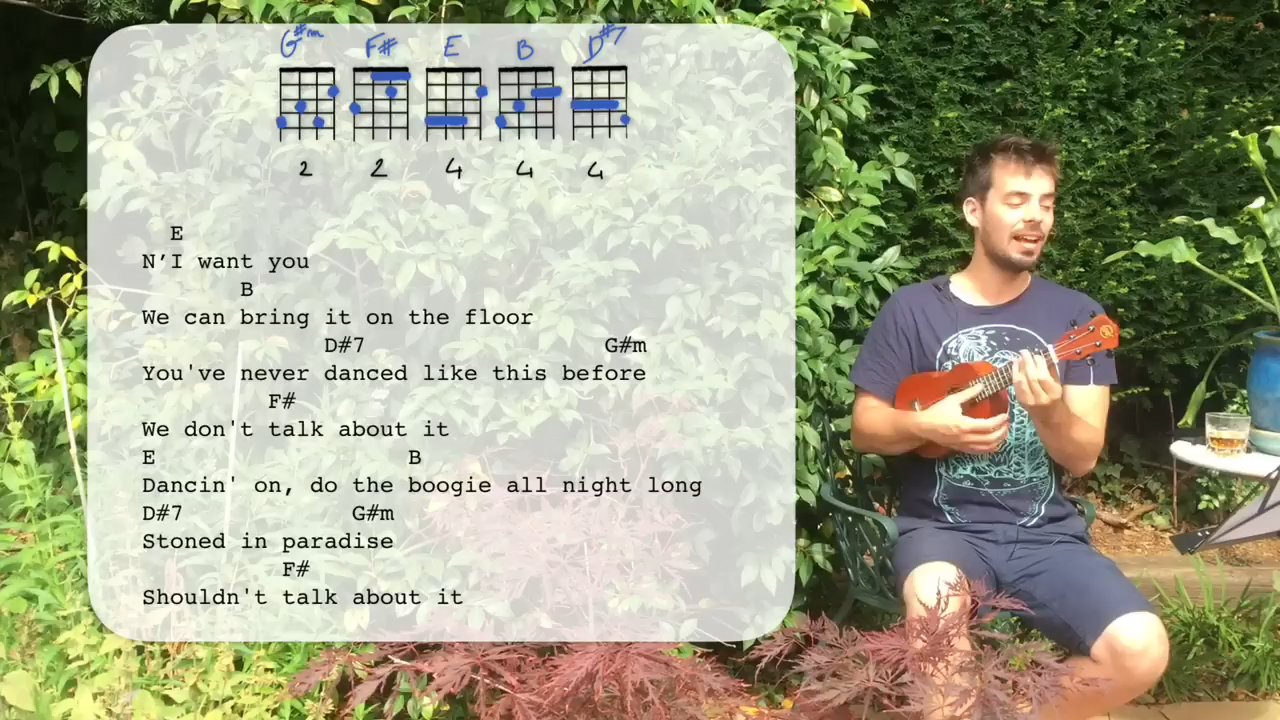 G#m F# E B D#7
2 2 4 4 4
E
N’I want you
B
We can bring it on the floor
D#7 G#m
You've never danced like this before
F#
We don't talk about it
E B
Dancin' on, do the boogie all night long
D#7 G#m
Stoned in paradise
F#
Shouldn't talk about it